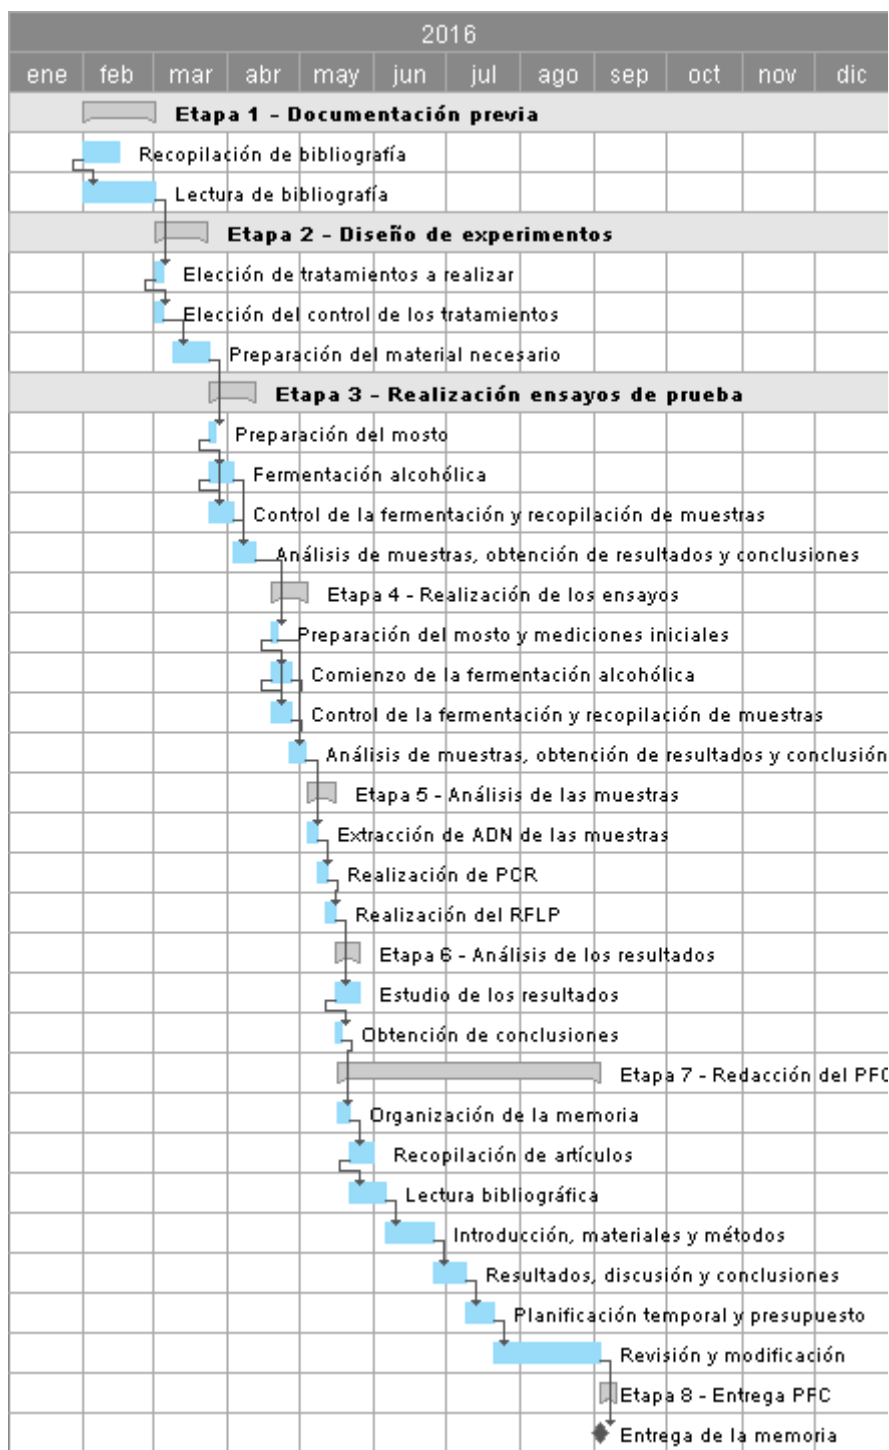 2016
ene feb mar abr may jun jul ago sep oct nov dic
Etapa 1 - Documentación previa
Recopilación de bibliografía
Lectura de bibliografía
Etapa 2 - Diseño de experimentos
Elección de tratamientos a realizar
Elección del control de los tratamientos
Preparación del material necesario
Etapa 3 - Realización ensayos de prueba
Preparación del mosto
Fermentación alcohólica
Control de la fermentación y recopilación de muestras
Análisis de muestras, obtención de resultados y conclusiones
Etapa 4 - Realización de los ensayos
Preparación del mosto y mediciones iniciales
Comienzo de la fermentación alcohólica
Control de la fermentación y recopilación de muestras
Análisis de muestras, obtención de resultados y conclusión
Etapa 5 - Análisis de las muestras
Extracción de ADN de las muestras
Realización de PCR
Realización del RFLP
Etapa 6 - Análisis de los resultados
Estudio de los resultados
Obtención de conclusiones
Etapa 7 - Redacción del PFC
Organización de la memoria
Recopilación de artículos
Lectura bibliográfica
Introducción, materiales y métodos
Resultados, discusión y conclusiones
Planificación temporal y presupuesto
Revisión y modificación
Etapa 8 - Entrega PFC
Entrega de la memoria